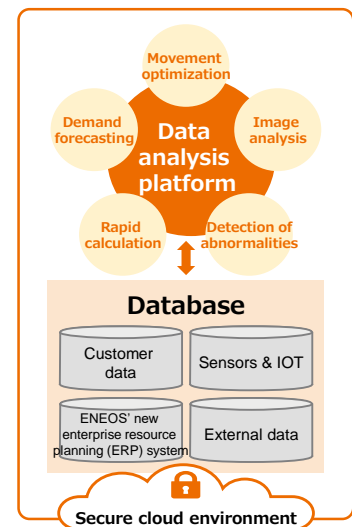 Movement
optimization
Demand
forecasting
Image
analysis
Data
analysis
platform
Rapid
calculation
Detection of
abnormalities
Database
Customer
data
Sensors & IOT
ENEOS' new
enterprise resource
planning (ERP) system
External data
Secure cloud environment